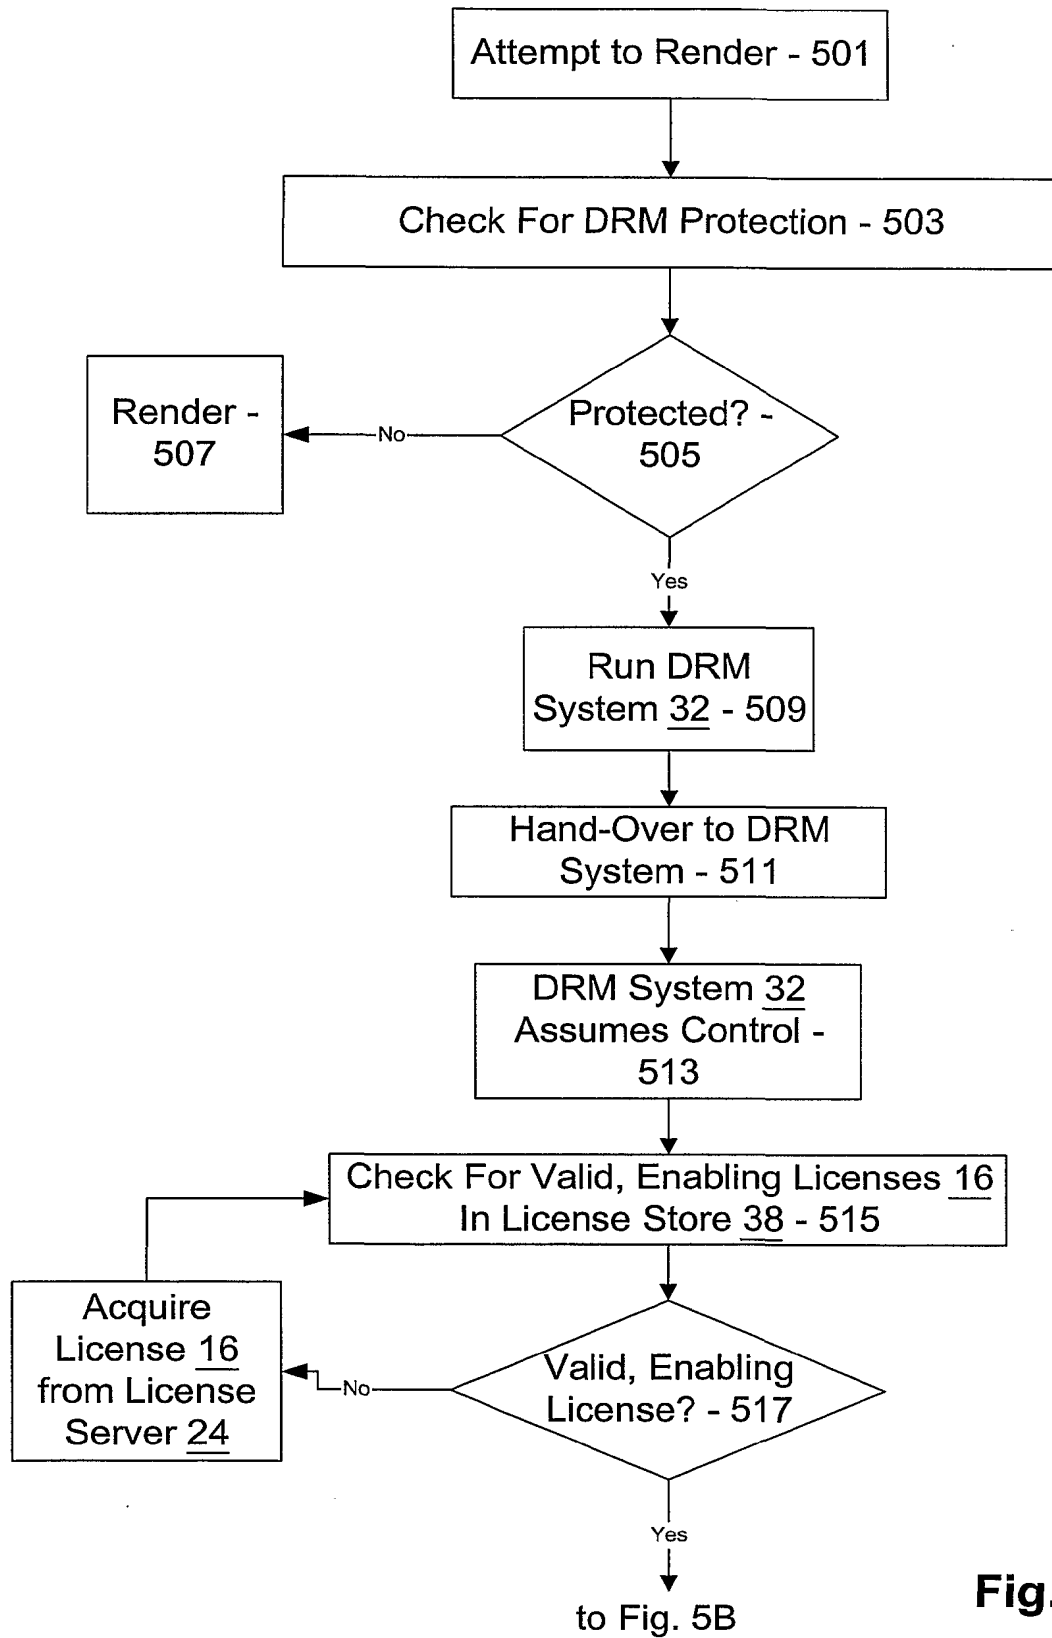 Attempt to Render - 501
Check For DRM Protection - 503
Protected? -
505
No
Render -
507
Yes
Run DRM
System 32 - 509
Hand-Over to DRM
System - 511
DRM System 32
Assumes Control -
513
Check For Valid, Enabling Licenses 16
In License Store 38 - 515
Valid, Enabling
License? - 517
No
Acquire
License 16
from License
Server 24
Yes
to Fig. 5B
Fig.